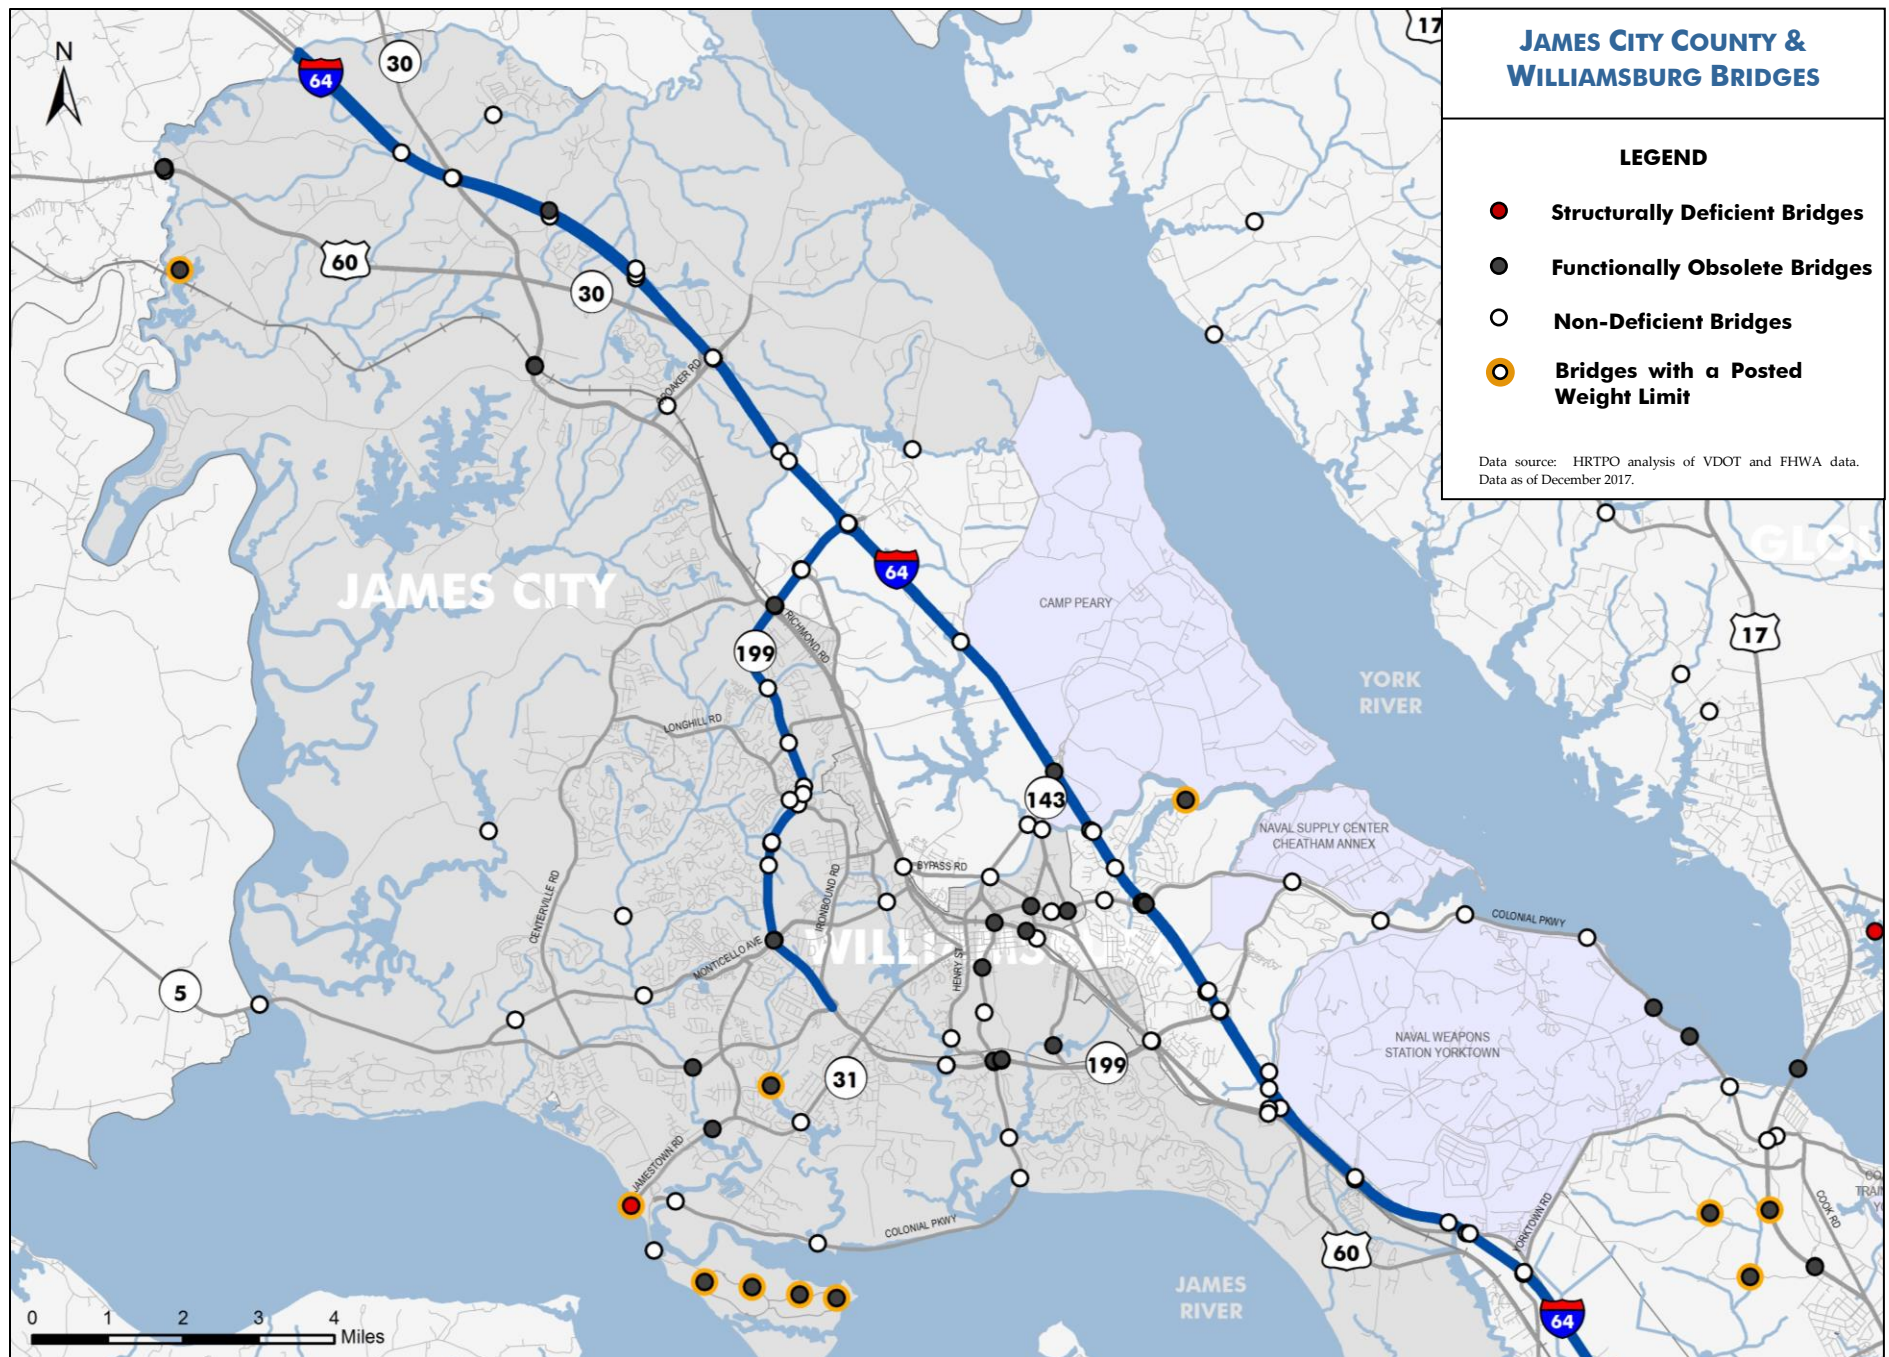 JAMES CITY COUNTY &
WILLIAMSBURG BRIDGES
LEGEND
Structurally Deficient Bridges
Functionally Obsolete Bridges
Non-Deficient Bridges
Bridges with a Posted
Weight Limit
Data source: HRTPO analysis of VDOT and FHWA data.
Data as of December 2017.
N
64
30
17
60
30
CROAKER RD
JAMES CITY
64
CAMP PEARY
17
RICHMOND RD
199
YORK
RIVER
LONGHILL RD
143
NAVAL SUPPLY CENTER
CHEATHAM ANNEX
BYPASS RD
CENTERVILLE RD
IRONBOUND RD
COLONIAL PKWY
MONTICELLO AVE
HENRY ST
5
NAVAL WEAPONS
STATION YORKTOWN
199
31
JAMESTOWN RD
COLONIAL PKWY
YORKTOWN RD
COOK RD
60
JAMES
RIVER
64
0 1 2 3 4
Miles